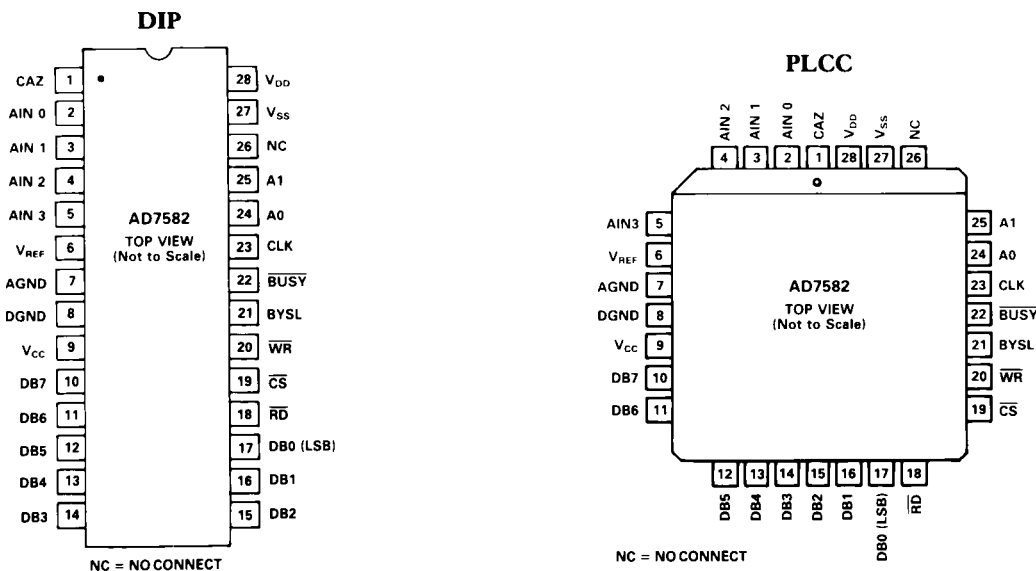 DIP
CAZ 1 28 VDD
AIN 0 2 27 VSS
AIN 1 3 26 NC
AIN 2 4 25 A1
AIN 3 5 24 A0
VREF 6 23 CLK
AGND 7 22 BUSY
DGND 8 21 BYSL
VCC 9 20 WR
DB7 10 19 CS
DB6 11 18 RD
DB5 12 17 DB0 (LSB)
DB4 13 16 DB1
DB3 14 15 DB2
AD7582
TOP VIEW
(Not to Scale)
NC = NO CONNECT
PLCC
AIN 2 AIN 1 AIN 0 CAZ VDD VSS NC
4 3 2 1 28 27 26
AIN3 5 25 A1
VREF 6 24 A0
AGND 7 23 CLK
DGND 8 22 BUSY
VCC 9 21 BYSL
DB7 10 20 WR
DB6 11 19 CS
AD7582
TOP VIEW
(Not to Scale)
12 13 14 15 16 17 18
DB5 DB4 DB3 DB2 DB1 DB0 (LSB) RD
NC = NO CONNECT